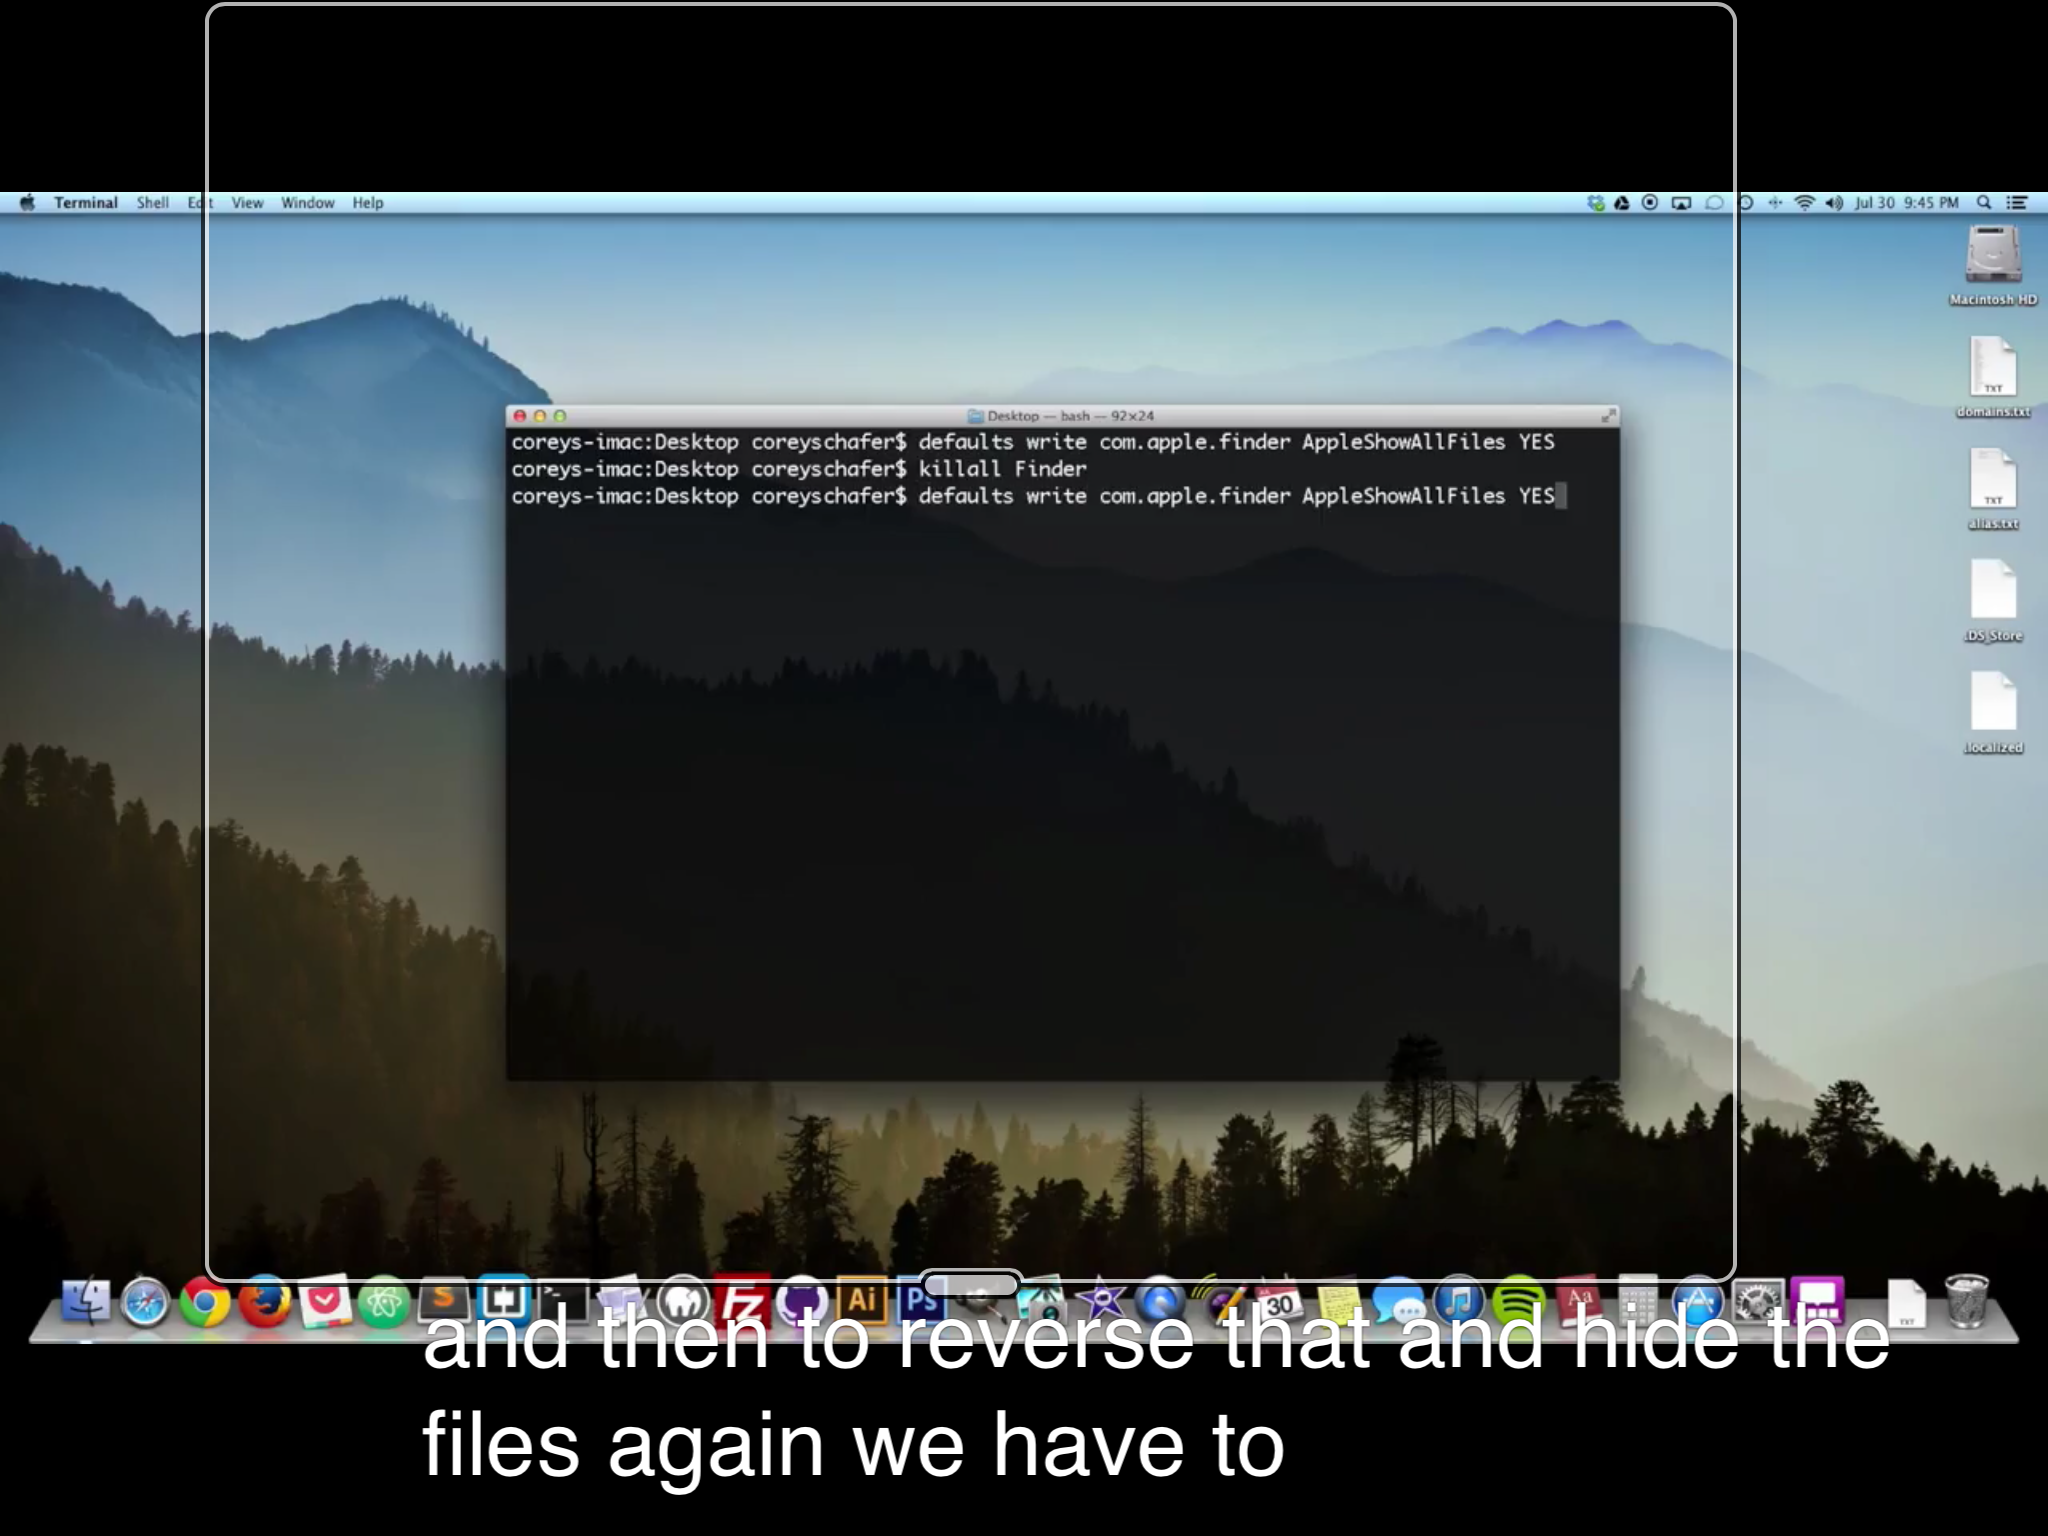 Terminal Shell Edit View Window Help
Jul 30 9:45 PM
Macintosh HD
TXT
domains.txt
TXT
alias.txt
.DS_Store
.localized
Desktop — bash — 92×24
coreys-imac:Desktop coreyschafer$ defaults write com.apple.finder AppleShowAllFiles YES
coreys-imac:Desktop coreyschafer$ killall Finder
coreys-imac:Desktop coreyschafer$ defaults write com.apple.finder AppleShowAllFiles YES
S
>-
Fz
Ai
Ps
30
Aa
TXT
and then to reverse that and hide the
files again we have to